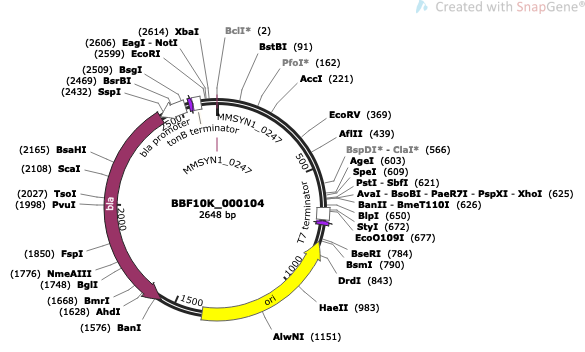 Created with SnapGene®
(2614) XbaI
BclI* (2)
(2606) EagI - NotI
(2599) EcoRI
BstBI (91)
PfoI* (162)
(2509) BsgI
AccI (221)
(2469) BsrBI
(2432) SspI
EcoRV (369)
AflII (439)
BspDI* - ClaI* (566)
AgeI (603)
SpeI (609)
PstI - SbfI (621)
AvaI - BsoBI - PaeR7I - PspXI - XhoI (625)
BanII - BmeT110I (626)
BlpI (650)
StyI (672)
EcoO109I (677)
BseRI (784)
BsmI (790)
DrdI (843)
HaeII (983)
AlwNI (1151)
(2165) BsaHI
(2108) ScaI
(2027) TsoI
(1998) PvuI
(1850) FspI
(1776) NmeAIII
(1748) BglI
(1668) BmrI
(1628) AhdI
(1576) BanI
MMSYN1_0247
MMSYN1_0247
bla promoter
tonB terminator
T7 terminator
bla
ori
500
1000
1500
2000
2500
BBF10K_000104
2648 bp